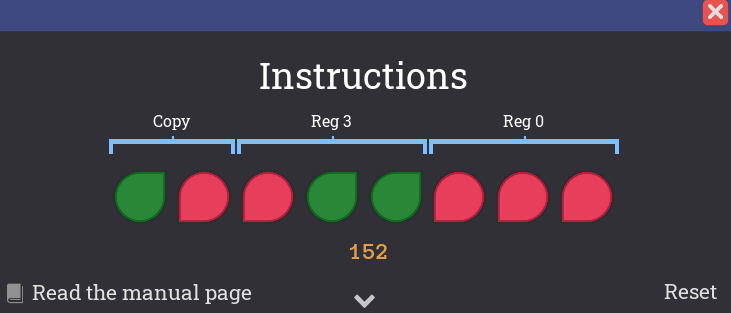 Instructions
Copy Reg 3 Reg 0
152
Read the manual page Reset